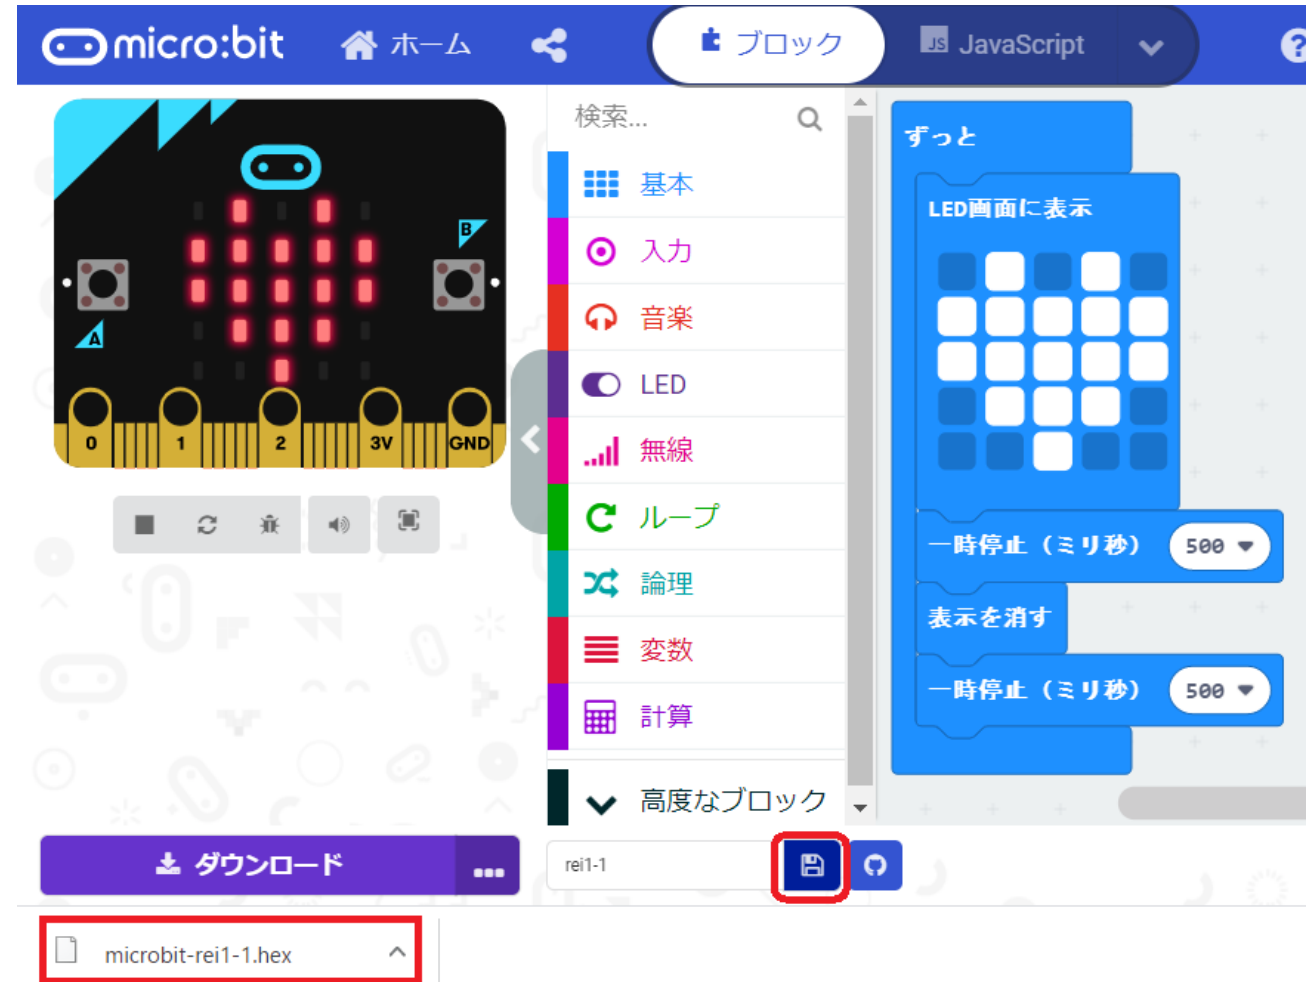 micro:bit
ホーム
ブロック
JS JavaScript
?
検索...
基本
入力
音楽
LED
無線
ループ
論理
変数
計算
高度なブロック
B
A
0 1 2 3V GND
ずっと
LED画面に表示
一時停止（ミリ秒） 500
表示を消す
一時停止（ミリ秒） 500
ダウンロード
...
rei1-1
microbit-rei1-1.hex